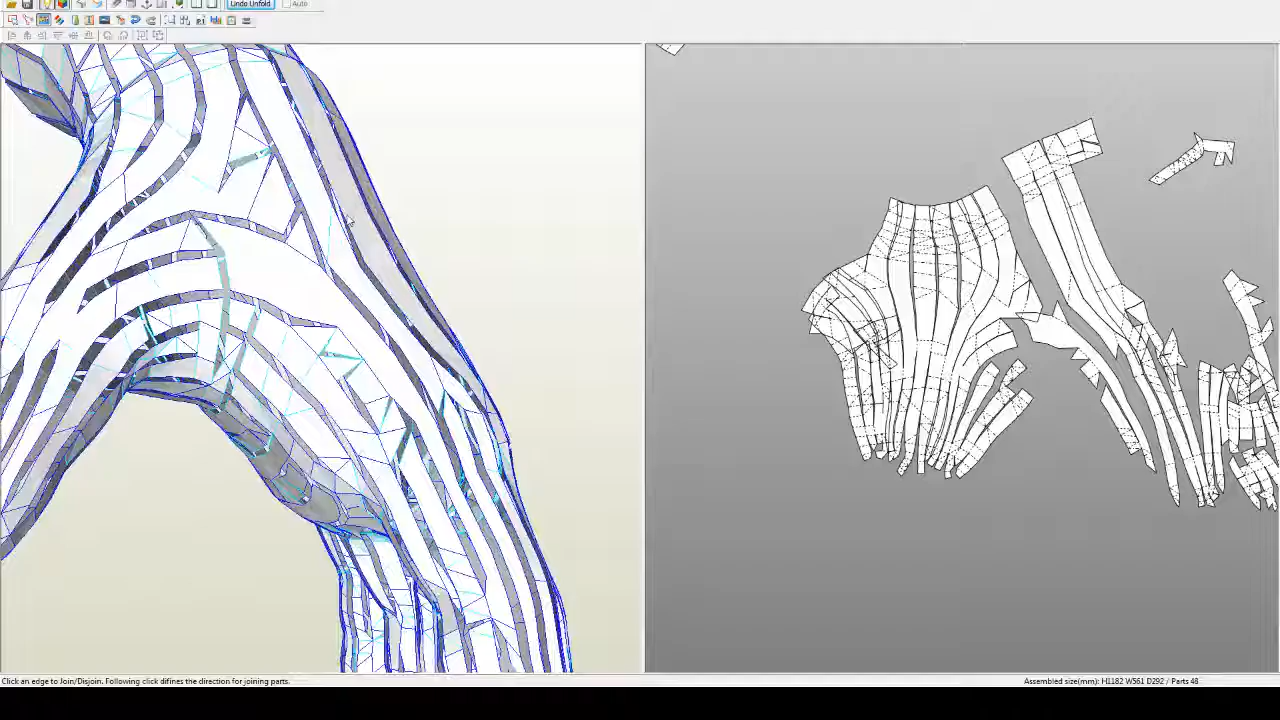 Undo Unfold
Auto
Click an edge to Join/Disjoin. Following click difines the direction for joining parts.
Assembled size(mm): H1182 W561 D292 / Parts 48